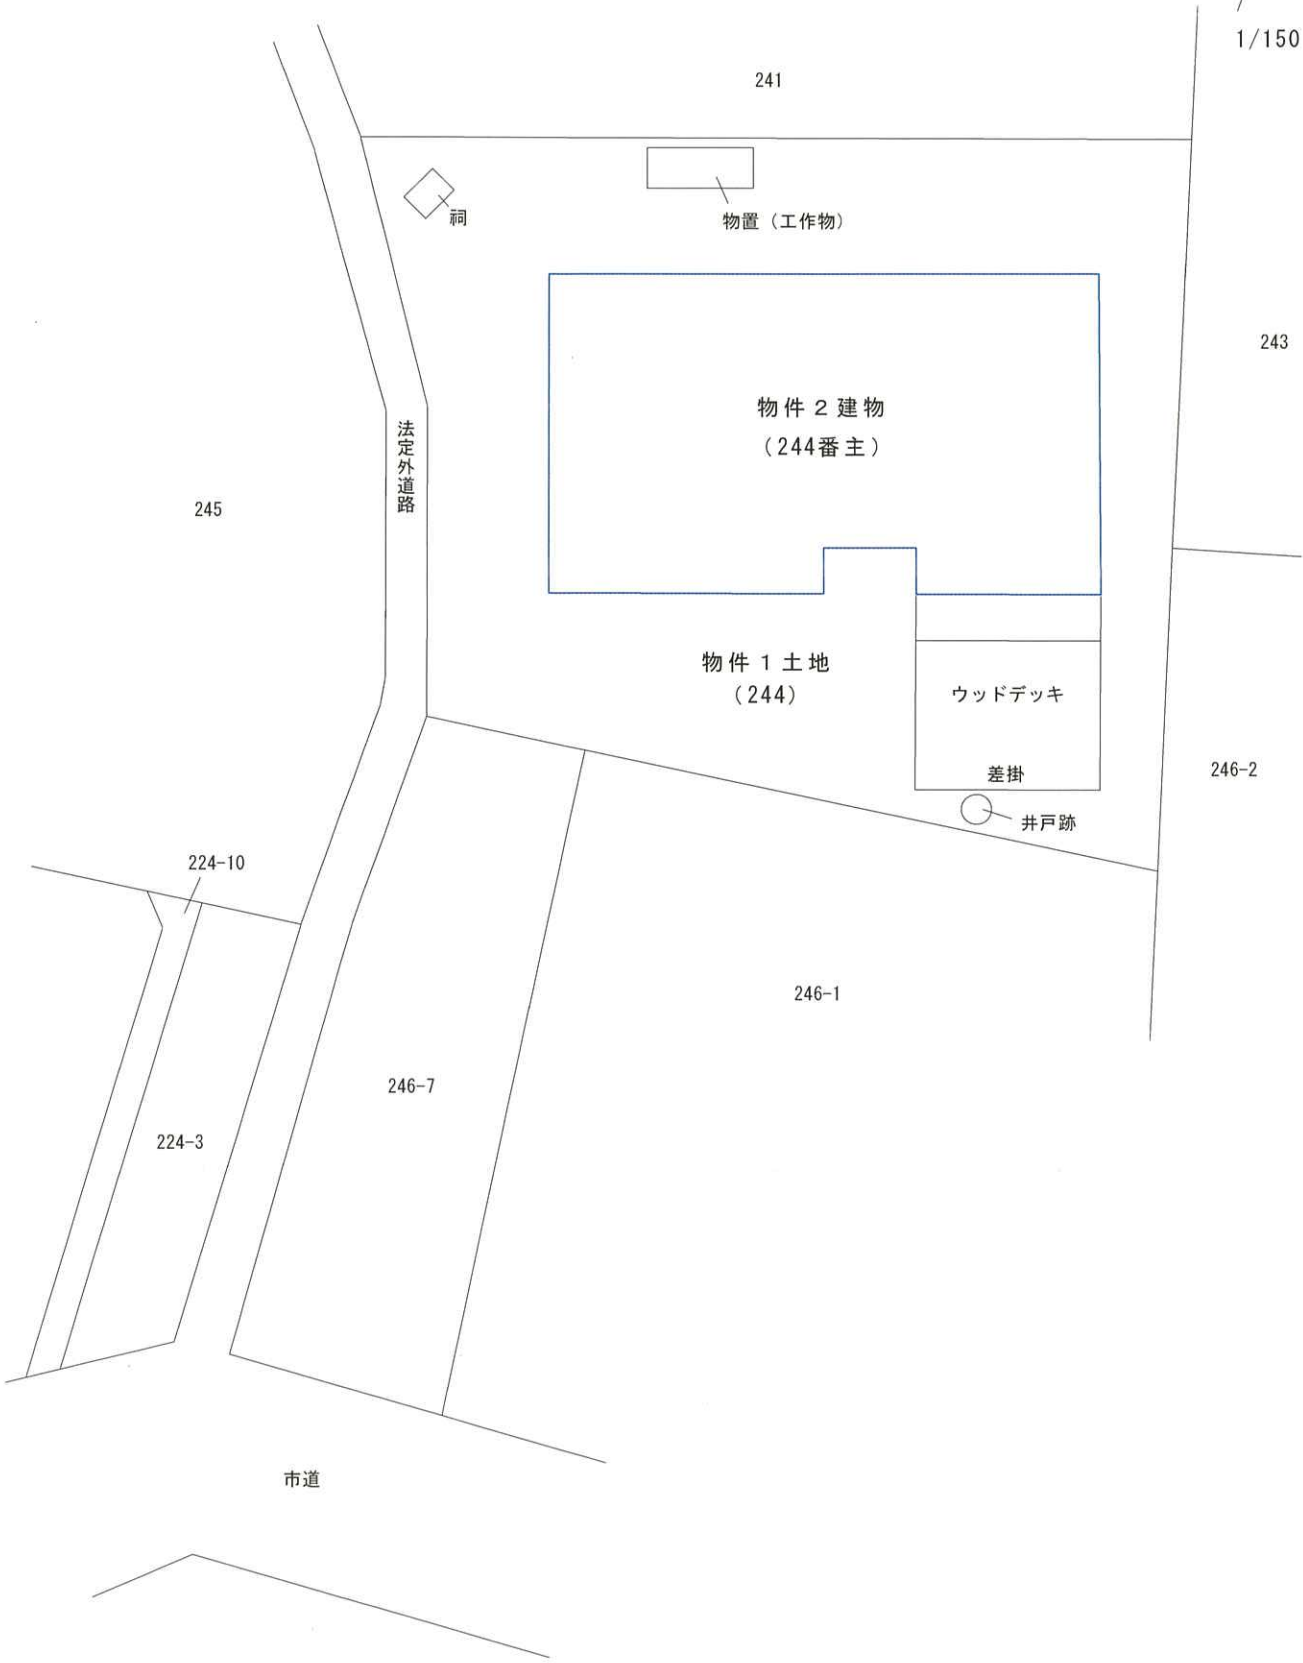 1/150
241
祠
物置（工作物）
243
物件２建物
（244番主）
法定外道路
245
物件１土地
（244）
ウッドデッキ
差掛
246-2
井戸跡
224-10
246-1
246-7
224-3
市道